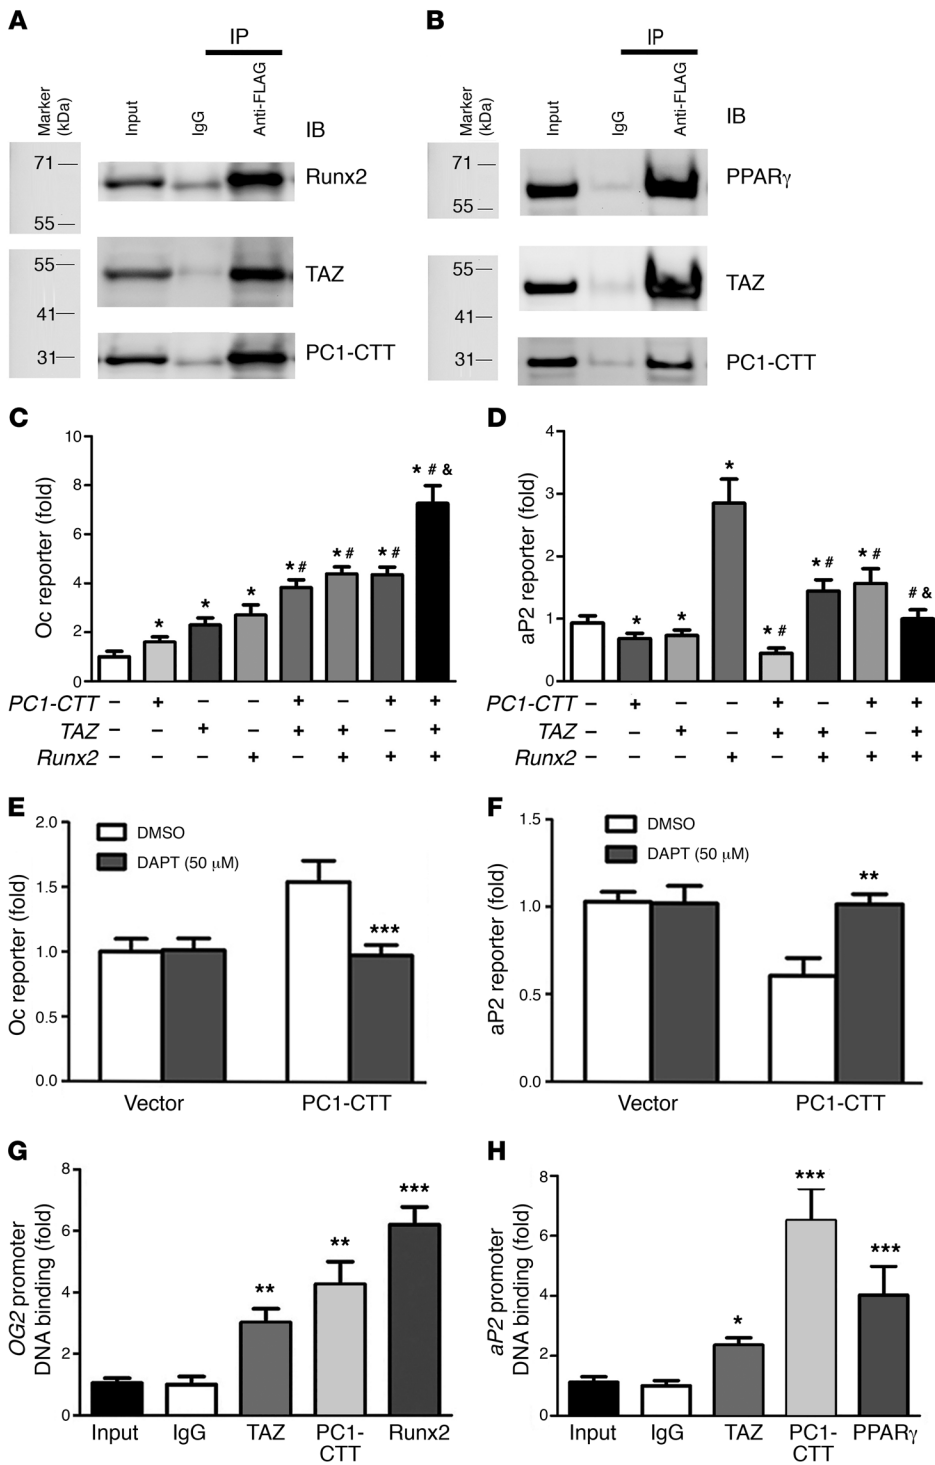 A
IP
Marker (kDa)
Input
IgG
Anti-FLAG
IB
71
Runx2
55
55
TAZ
41
31
PC1-CTT
B
IP
Marker (kDa)
Input
IgG
Anti-FLAG
IB
71
PPARγ
55
55
TAZ
41
31
PC1-CTT
C
Oc reporter (fold)
10
8
6
4
2
0
*
*
*
* #
* #
* #
* # &
PC1-CTT – + – – + – + +
TAZ – – + – + + – +
Runx2 – – – + – + + +
D
aP2 reporter (fold)
4
3
2
1
0
*
*
*
* #
* #
* #
# &
PC1-CTT – + – – + – + +
TAZ – – + – + + – +
Runx2 – – – + – + + +
E
Oc reporter (fold)
2.0
1.5
1.0
0.5
0.0
DMSO
DAPT (50 μM)
***
Vector PC1-CTT
F
aP2 reporter (fold)
1.5
1.0
0.5
0.0
DMSO
DAPT (50 μM)
**
Vector PC1-CTT
G
OG2 promoter
DNA binding (fold)
8
6
4
2
0
**
**
***
Input IgG TAZ PC1-CTT Runx2
H
aP2 promoter
DNA binding (fold)
8
6
4
2
0
*
***
***
Input IgG TAZ PC1-CTT PPARγ